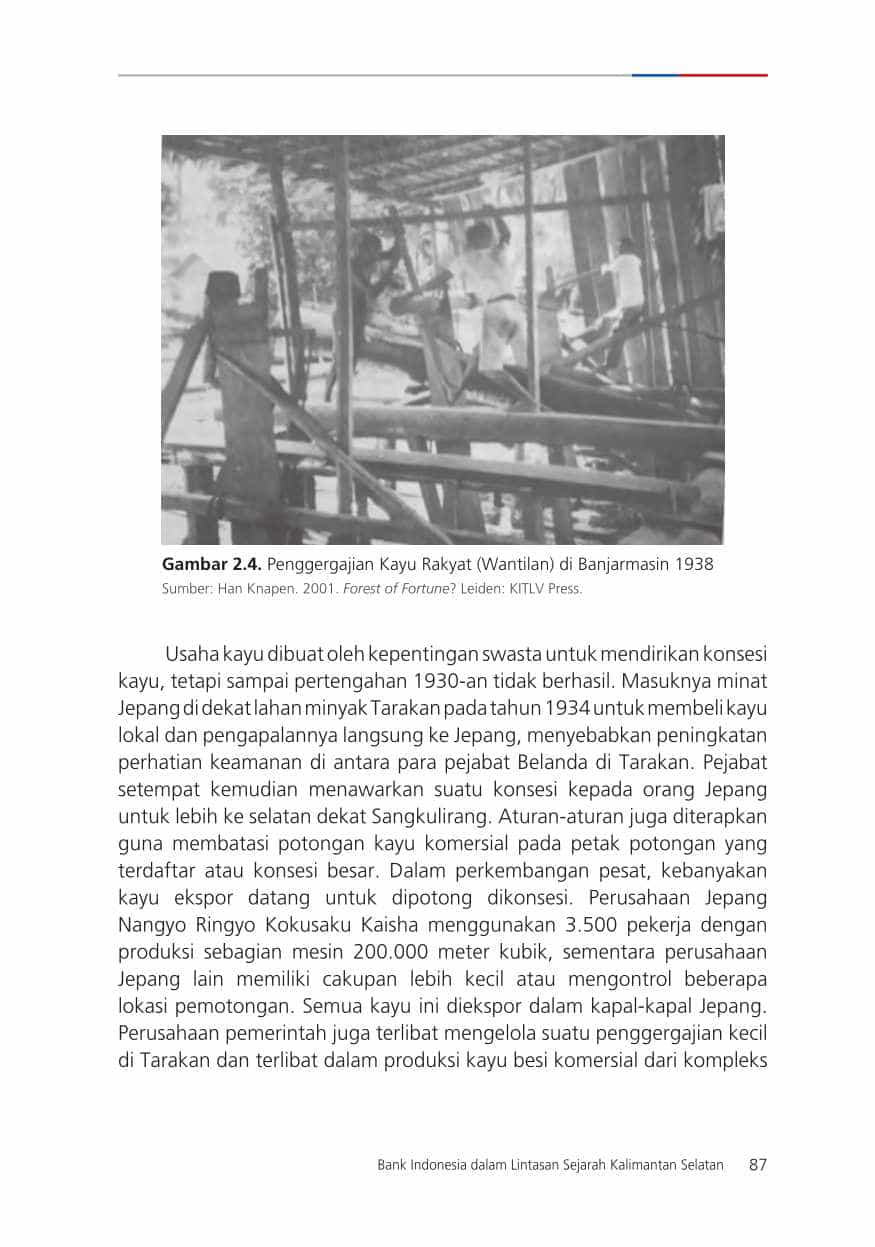 Gambar 2.4. Penggergajian Kayu Rakyat (Wantilan) di Banjarmasin 1938
Sumber: Han Knapen. 2001. Forest of Fortune? Leiden: KITLV Press.
Usaha kayu dibuat oleh kepentingan swasta untuk mendirikan konsesi
kayu, tetapi sampai pertengahan 1930-an tidak berhasil. Masuknya minat
Jepang di dekat lahan minyak Tarakan pada tahun 1934 untuk membeli kayu
lokal dan pengapalannya langsung ke Jepang, menyebabkan peningkatan
perhatian keamanan di antara para pejabat Belanda di Tarakan. Pejabat
setempat kemudian menawarkan suatu konsesi kepada orang Jepang
untuk lebih ke selatan dekat Sangkulirang. Aturan-aturan juga diterapkan
guna membatasi potongan kayu komersial pada petak potongan yang
terdaftar atau konsesi besar. Dalam perkembangan pesat, kebanyakan
kayu ekspor datang untuk dipotong dikonsesi. Perusahaan Jepang
Nangyo Ringyo Kokusaku Kaisha menggunakan 3.500 pekerja dengan
produksi sebagian mesin 200.000 meter kubik, sementara perusahaan
Jepang lain memiliki cakupan lebih kecil atau mengontrol beberapa
lokasi pemotongan. Semua kayu ini diekspor dalam kapal-kapal Jepang.
Perusahaan pemerintah juga terlibat mengelola suatu penggergajian kecil
di Tarakan dan terlibat dalam produksi kayu besi komersial dari kompleks
Bank Indonesia dalam Lintasan Sejarah Kalimantan Selatan 87